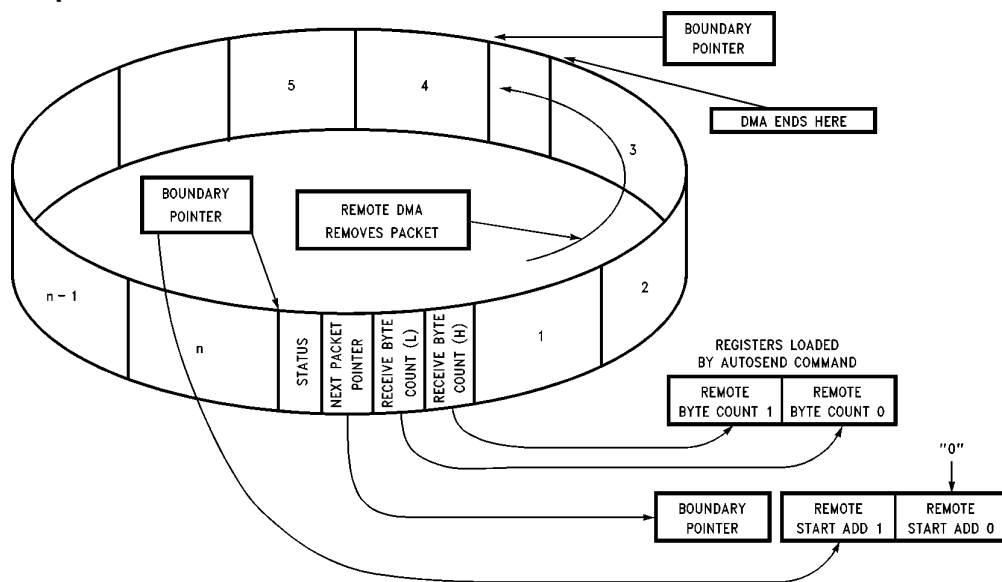 BOUNDARY
POINTER
5
4
DMA ENDS HERE
3
BOUNDARY
POINTER
REMOTE DMA
REMOVES PACKET
n-1
n
STATUS
NEXT PACKET
POINTER
RECEIVE BYTE
COUNT (L)
RECEIVE BYTE
COUNT (H)
1
2
REGISTERS LOADED
BY AUTOSEND COMMAND
REMOTE
BYTE COUNT 1
REMOTE
BYTE COUNT 0
"0"
BOUNDARY
POINTER
REMOTE
START ADD 1
REMOTE
START ADD 0